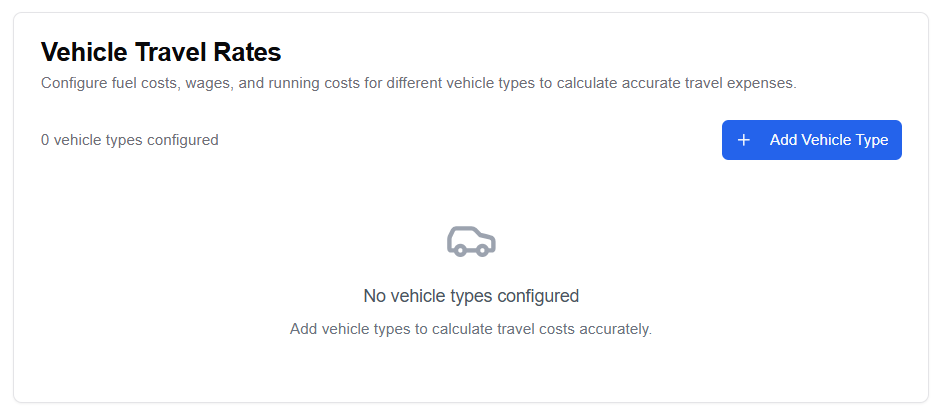 Vehicle Travel Rates
Configure fuel costs, wages, and running costs for different vehicle types to calculate accurate travel expenses.
0 vehicle types configured
Add Vehicle Type
No vehicle types configured
Add vehicle types to calculate travel costs accurately.